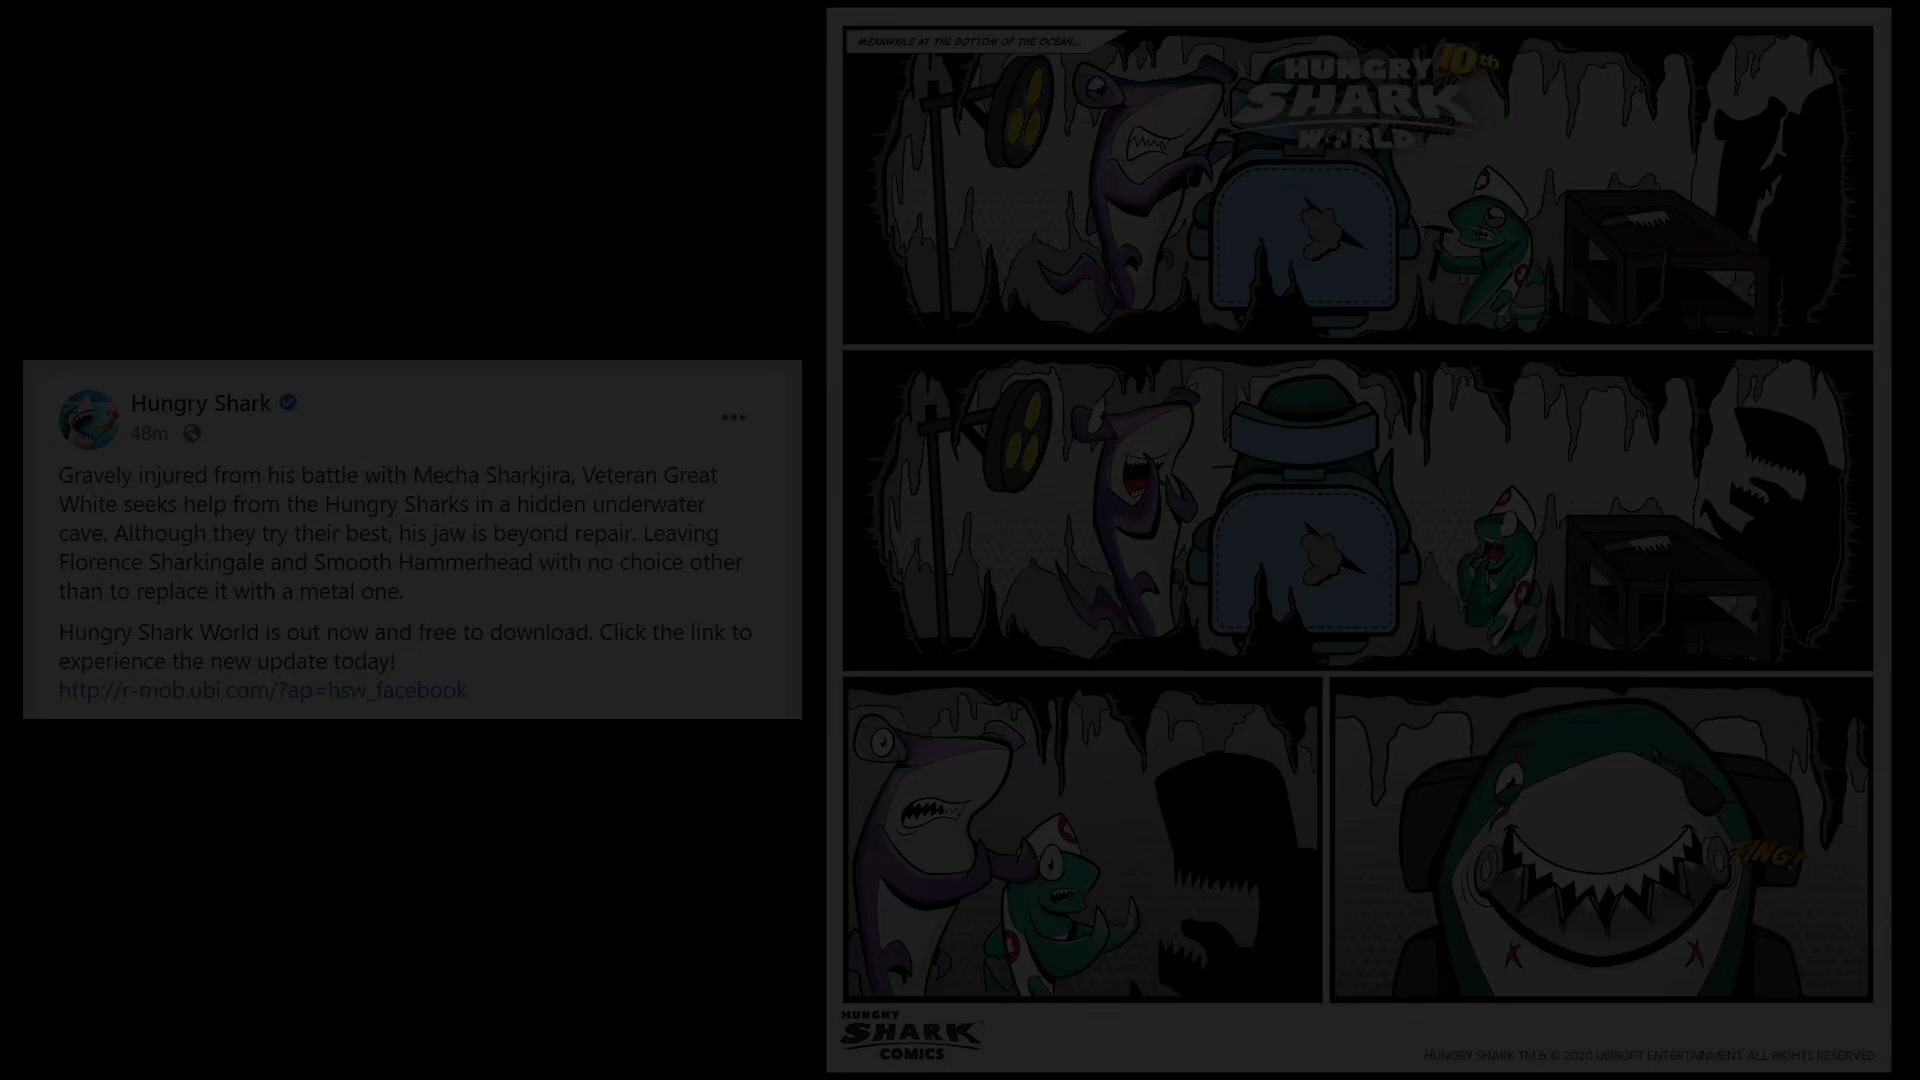 Hungry Shark
48m
Gravely injured from his battle with Mecha Sharkjira, Veteran Great
White seeks help from the Hungry Sharks in a hidden underwater
cave. Although they try their best, his jaw is beyond repair. Leaving
Florence Sharkingale and Smooth Hammerhead with no choice other
than to replace it with a metal one.
Hungry Shark World is out now and free to download. Click the link to
experience the new update today!
http://r-mob.ubi.com/?ap=hsw_facebook
MEANWHILE AT THE BOTTOM OF THE OCEAN...
HUNGRY 10th
SHARK
WORLD
TING!
HUNGRY
SHARK
COMICS
HUNGRY SHARK TM & © 2020 UBISOFT ENTERTAINMENT. ALL RIGHTS RESERVED